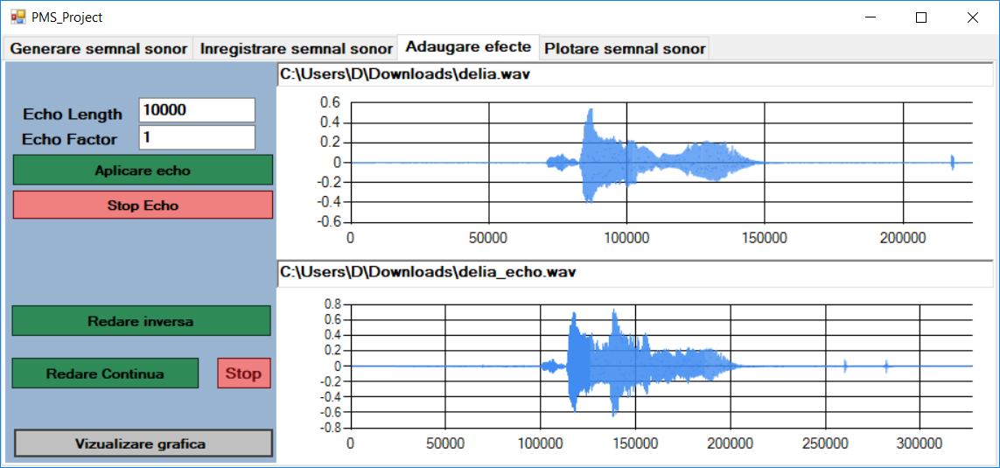 PMS_Project
Generare semnal sonor Inregistrare semnal sonor Adaugare efecte Plotare semnal sonor
C:\Users\D\Downloads\delia.wav
Echo Length 10000
Echo Factor 1
Aplicare echo
Stop Echo
Redare inversa
Redare Continua Stop
Vizualizare grafica
0.6
0.4
0.2
0
-0.2
-0.4
-0.6
0 50000 100000 150000 200000
C:\Users\D\Downloads\delia_echo.wav
0.8
0.6
0.4
0.2
0
-0.2
-0.4
-0.6
-0.8
0 50000 100000 150000 200000 250000 300000